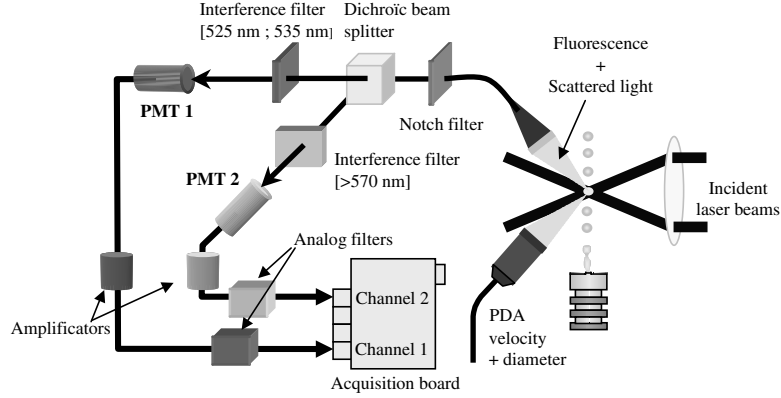 Interference filter
[525 nm ; 535 nm]
Dichroïc beam
splitter
Fluorescence
+
Scattered light
PMT 1
Notch filter
Interference filter
[>570 nm]
PMT 2
Incident
laser beams
Analog filters
Amplificators
Channel 2
Channel 1
Acquisition board
PDA
velocity
+ diameter